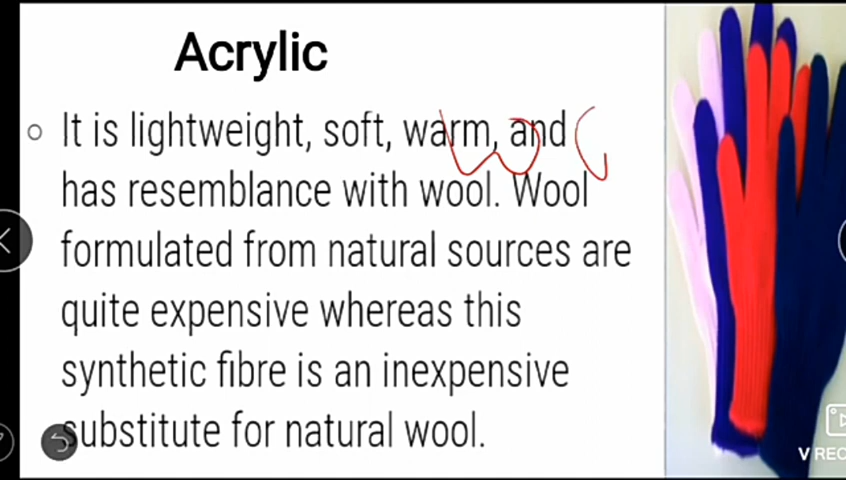 Acrylic
It is lightweight, soft, warm, and
has resemblance with wool. Wool
formulated from natural sources are
quite expensive whereas this
synthetic fibre is an inexpensive
substitute for natural wool.
V REC